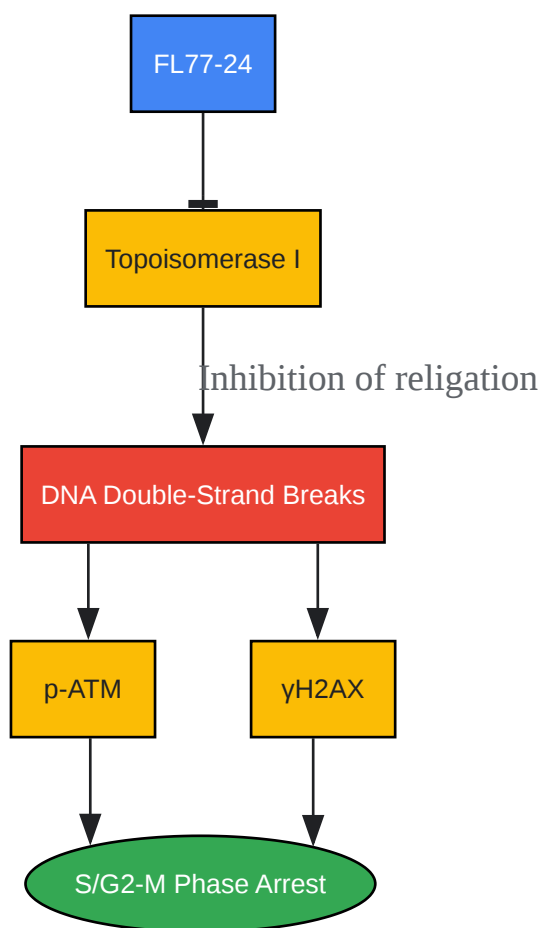 FL77-24
Topoisomerase I
Inhibition of religation
DNA Double-Strand Breaks
p-ATM
γH2AX
S/G2-M Phase Arrest